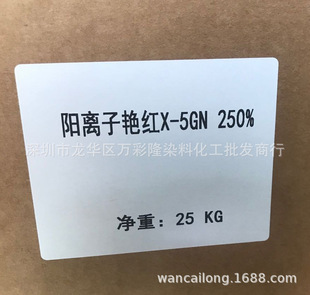 阳离子艳红X-5GN 250%
深圳市龙华区万彩隆染料化工批发商行
净重：25 KG
wancailong.1688.com